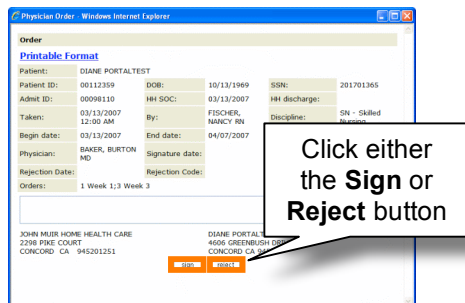 Physician Order - Windows Internet Explorer
Order
Printable Format
Patient: DIANE PORTALTEST
Patient ID: 00112359 DOB: 10/13/1969 SSN: 201701365
Admit ID: 00098110 HH SOC: 03/13/2007 HH discharge:
Taken: 03/13/2007 12:00 AM By: FISCHER, NANCY RN Discipline: SN - Skilled Nursing
Begin date: 03/13/2007 End date: 04/07/2007
Physician: BAKER, BURTON MD Signature date:
Rejection Date: Rejection Code:
Orders: 1 Week 1;3 Week 3
Click either
the Sign or
Reject button
JOHN MUIR HOME HEALTH CARE DIANE
2298 PIKE COURT 4606 GREENBUSH
CONCORD CA 945201251 CONCORD CA
sign reject